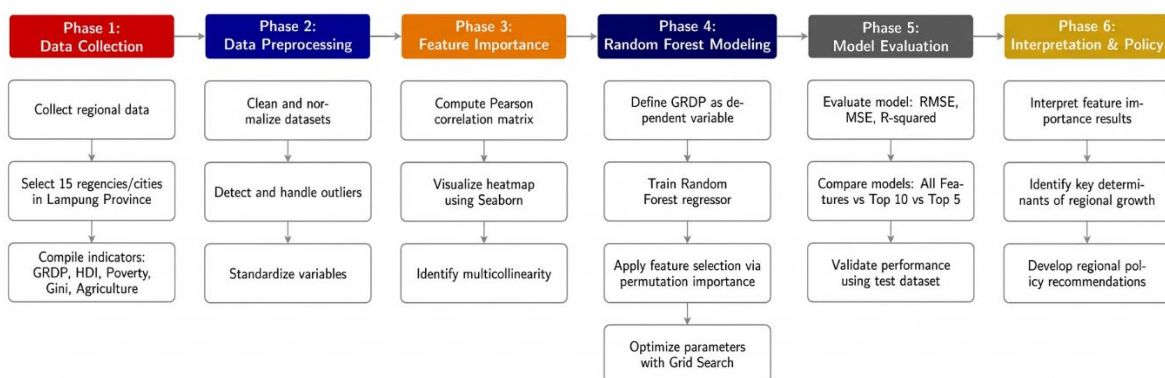 Phase 1:
Data Collection
Collect regional data
Select 15 regencies/cities
in Lampung Province
Compile indicators:
GRDP, HDI, Poverty,
Gini, Agriculture
Phase 2:
Data Preprocessing
Clean and nor-
malize datasets
Detect and handle outliers
Standardize variables
Phase 3:
Feature Importance
Compute Pearson
correlation matrix
Visualize heatmap
using Seaborn
Identify multicollinearity
Phase 4:
Random Forest Modeling
Define GRDP as de-
pendent variable
Train Random
Forest regressor
Apply feature selection via
permutation importance
Optimize parameters
with Grid Search
Phase 5:
Model Evaluation
Evaluate model: RMSE,
MSE, R-squared
Compare models: All Fea-
tures vs Top 10 vs Top 5
Validate performance
using test dataset
Phase 6:
Interpretation & Policy
Interpret feature im-
portance results
Identify key determi-
nants of regional growth
Develop regional pol-
icy recommendations